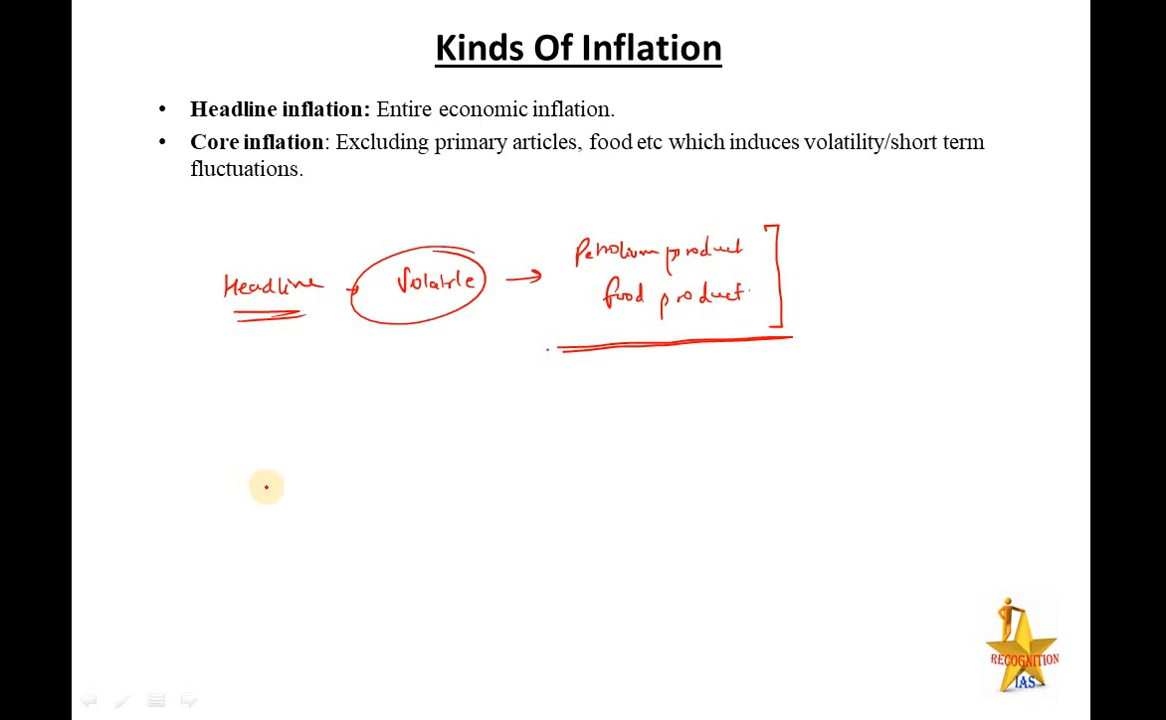 Kinds Of Inflation
• Headline inflation: Entire economic inflation.
• Core inflation: Excluding primary articles, food etc which induces volatility/short term
fluctuations.
Petroleum product
Headline → Volatile →
food product
RECOGNITION
IAS